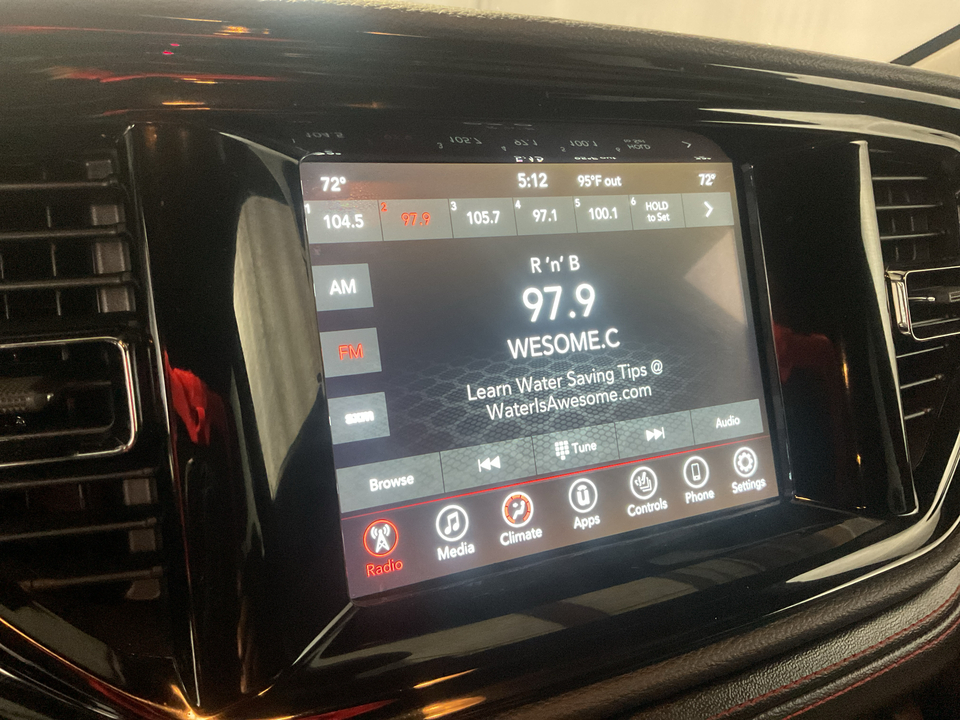 72° 5:12 95°F out 72°
1 104.5 2 97.9 3 105.7 4 97.1 5 100.1 6 HOLD to Set
AM
R 'n' B
97.9
FM
WESOME.C
Learn Water Saving Tips @
WaterIsAwesome.com
sxm
Browse Tune Audio
Radio Media Climate Apps Controls Phone Settings